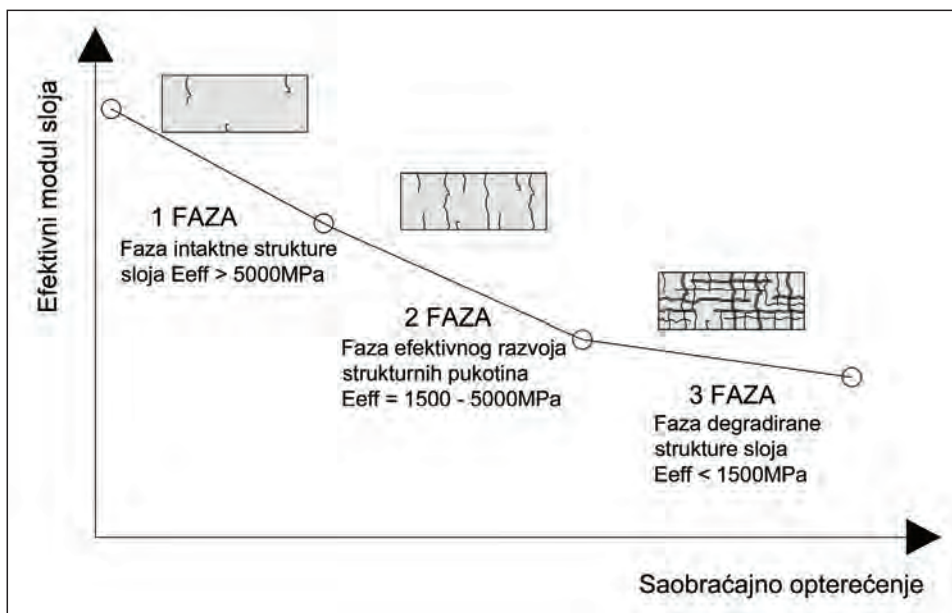 Efektivni modul sloja
1 FAZA
Faza intaktne strukture
sloja Eeff > 5000MPa
2 FAZA
Faza efektivnog razvoja
strukturnih pukotina
Eeff = 1500 - 5000MPa
3 FAZA
Faza degradirane
strukture sloja
Eeff < 1500MPa
Saobraćajno opterećenje